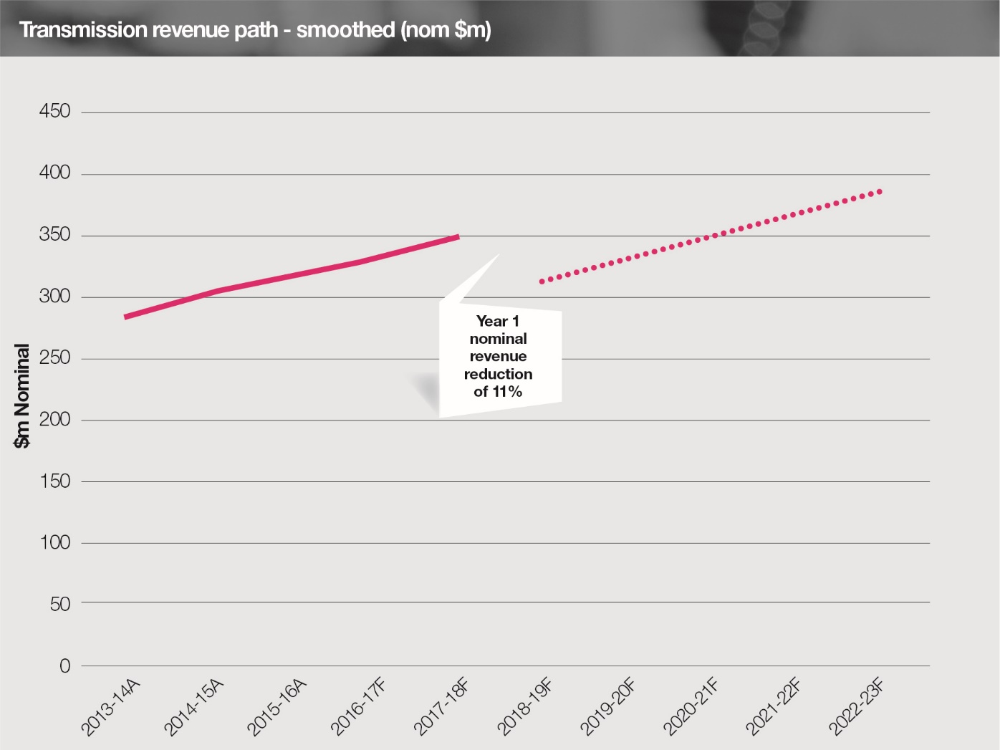 Transmission revenue path - smoothed (nom $m)
450
400
350
300
250
200
150
100
50
0
$m Nominal
Year 1
nominal
revenue
reduction
of 11%
2013-14A
2014-15A
2015-16A
2016-17F
2017-18F
2018-19F
2019-20F
2020-21F
2021-22F
2022-23F